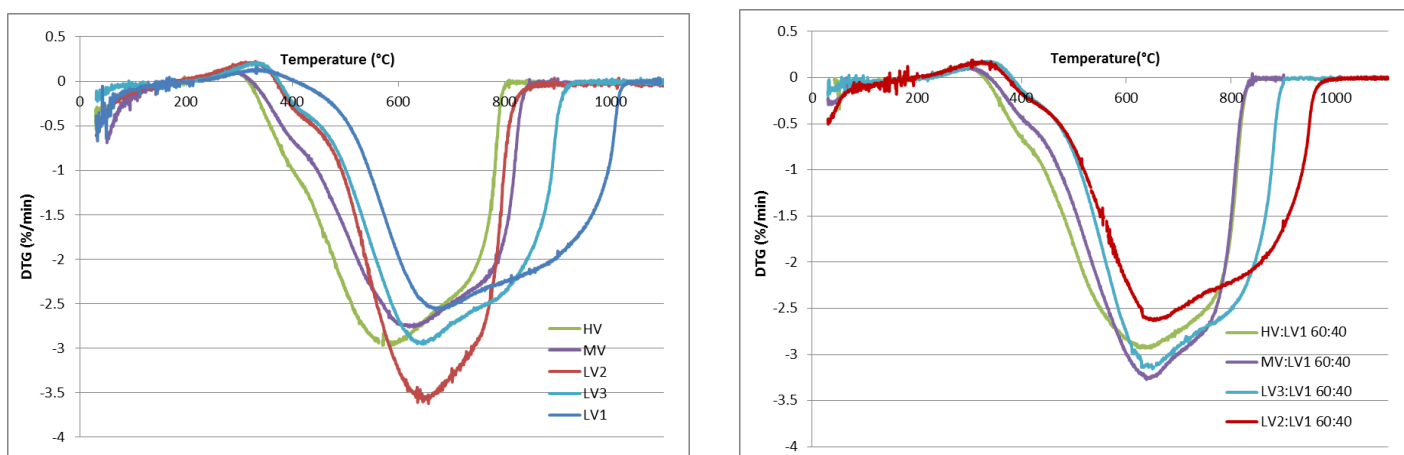 Temperature (°C)
DTG (%/min)
0.5
0
-0.5
-1
-1.5
-2
-2.5
-3
-3.5
-4
0
200
400
600
800
1000
HV
MV
LV2
LV3
LV1
Temperature(°C)
DTG (%/min)
0.5
0
-0.5
-1
-1.5
-2
-2.5
-3
-3.5
-4
0
200
400
600
800
1000
HV:LV1 60:40
MV:LV1 60:40
LV3:LV1 60:40
LV2:LV1 60:40